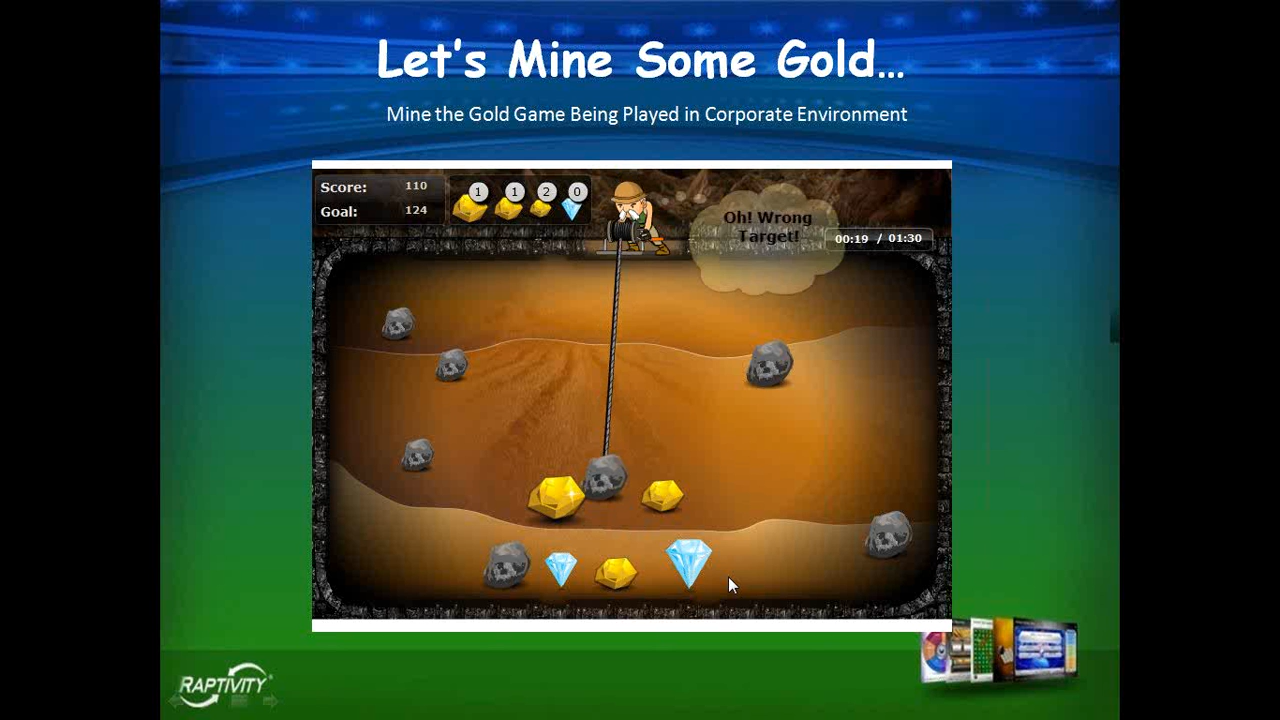 Let's Mine Some Gold...
Mine the Gold Game Being Played in Corporate Environment
Score: 110
Goal: 124
1 1 2 0
Oh! Wrong
Target!
00:19 / 01:30
RAPTIVITY